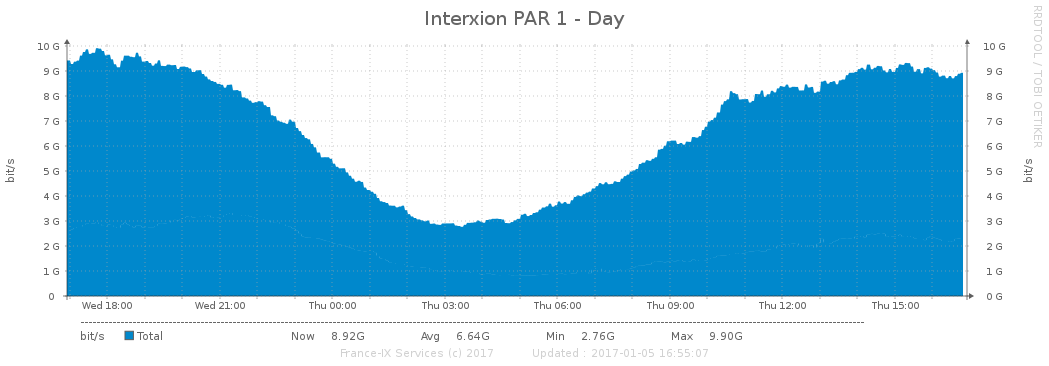 Interxion PAR 1 - Day
RRDTOOL / TOBI OETIKER
10 G 10 G
9 G 9 G
8 G 8 G
7 G 7 G
6 G 6 G
5 G 5 G
4 G 4 G
3 G 3 G
2 G 2 G
1 G 1 G
0 0 G
bit/s bit/s
Wed 18:00 Wed 21:00 Thu 00:00 Thu 03:00 Thu 06:00 Thu 09:00 Thu 12:00 Thu 15:00
bit/s Total Now 8.92G Avg 6.64G Min 2.76G Max 9.90G
France-IX Services (c) 2017 Updated : 2017-01-05 16:55:07